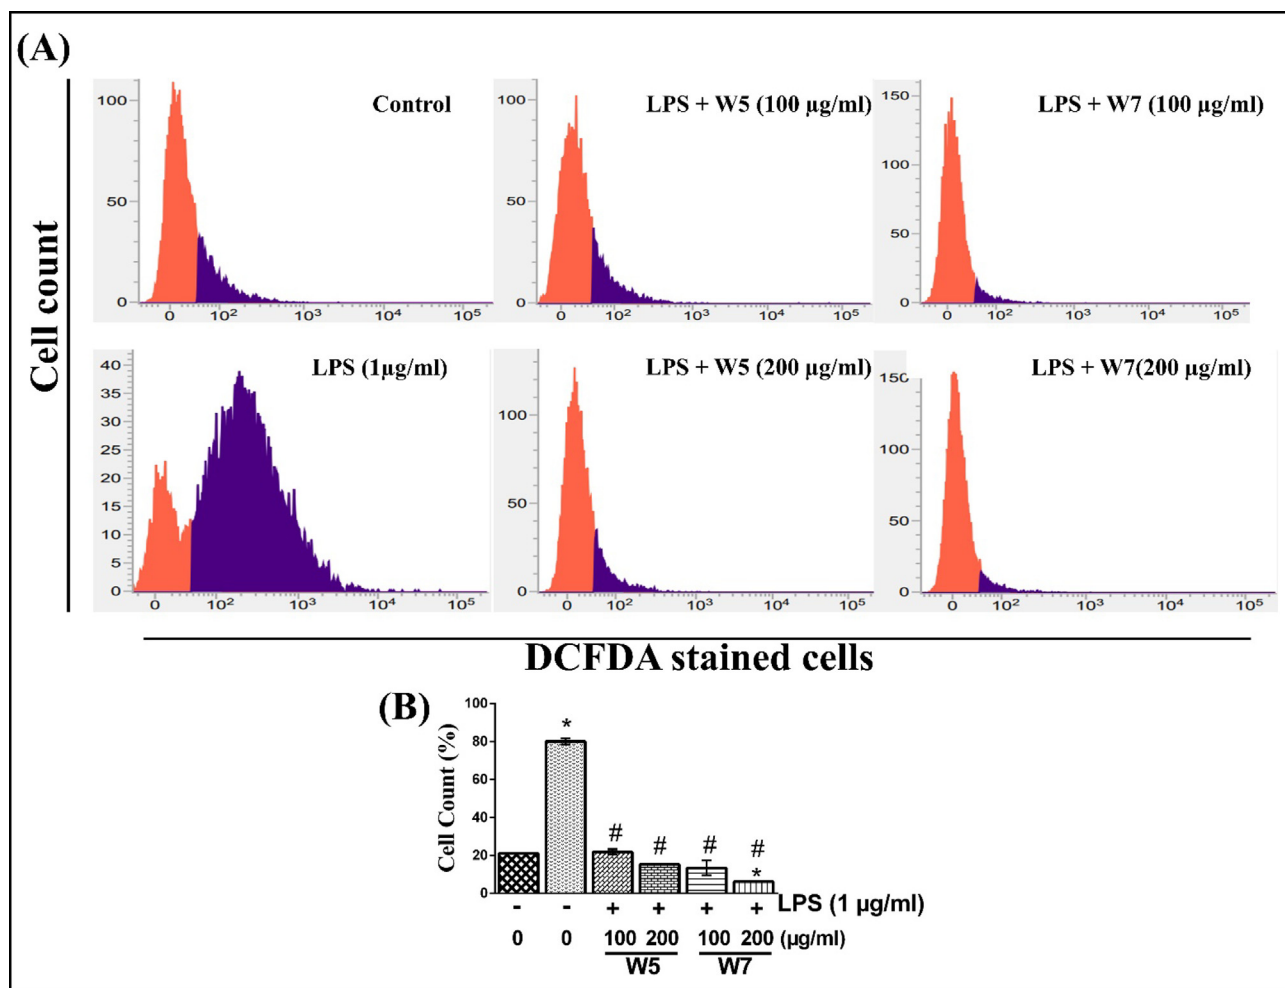 (A)
Cell count
Control
100
50
0
0 10² 10³ 10⁴ 10⁵
LPS + W5 (100 µg/ml)
100
50
0
0 10² 10³ 10⁴ 10⁵
LPS + W7 (100 µg/ml)
150
100
50
0
0 10² 10³ 10⁴ 10⁵
LPS (1µg/ml)
40
35
30
25
20
15
10
5
0
0 10² 10³ 10⁴ 10⁵
LPS + W5 (200 µg/ml)
100
50
0
0 10² 10³ 10⁴ 10⁵
LPS + W7(200 µg/ml)
150
100
50
0
0 10² 10³ 10⁴ 10⁵
DCFDA stained cells
(B)
Cell Count (%)
100
80
60
40
20
0
*
# # # #
*
- - + + + + LPS (1 µg/ml)
0 0 100 200 100 200 (µg/ml)
W5 W7